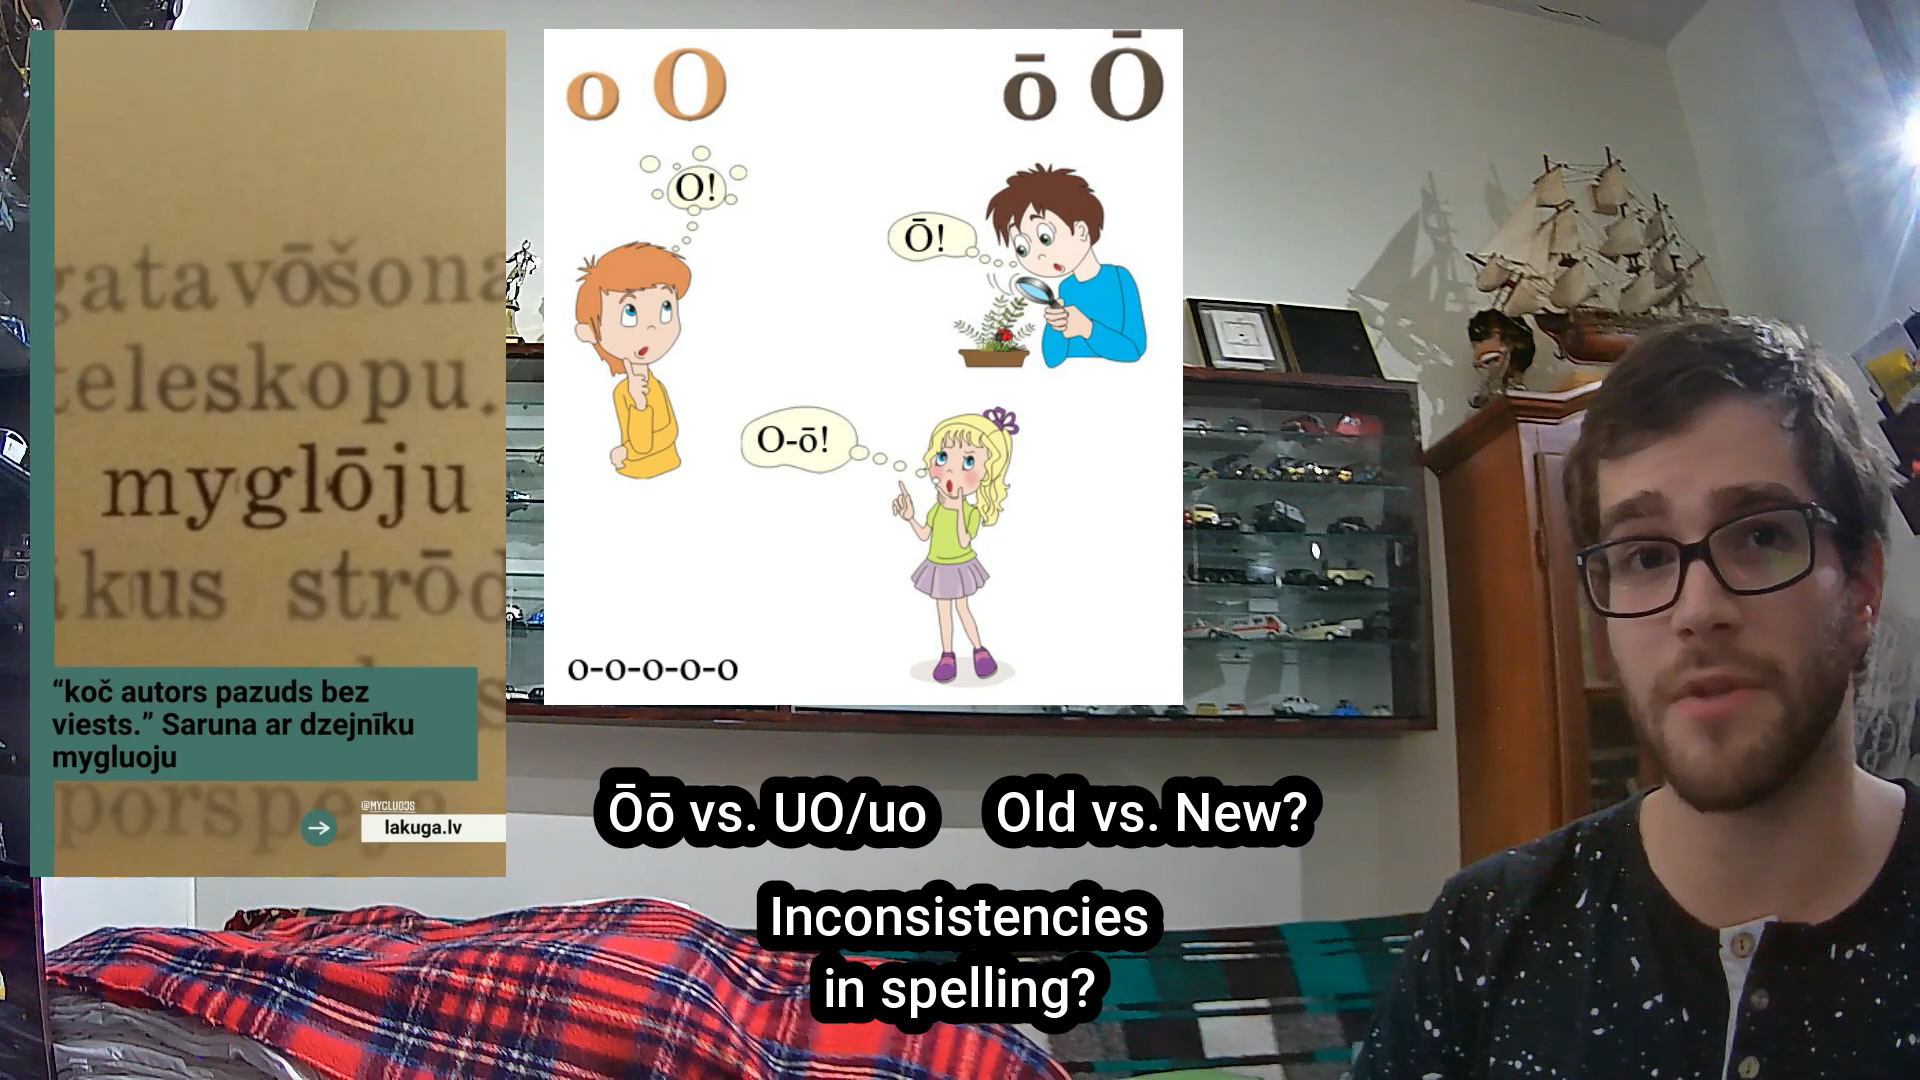 gatavōšona
teleskopu.
myglōju
kus strōd
porspeja
“koč autors pazuds bez
viests.” Saruna ar dzejnīku
mygluoju
@MYGLUOJS
lakuga.lv
o O
ō Ō
O!
Ō!
O-ō!
o-o-o-o-o
Ōō vs. UO/uo
Old vs. New?
Inconsistencies
in spelling?